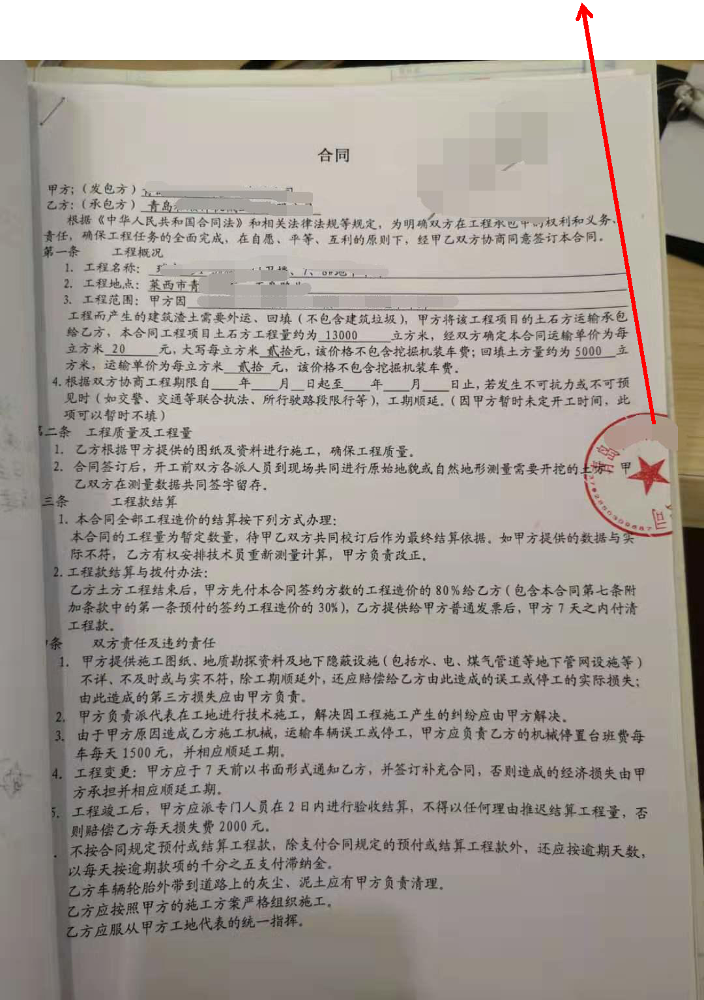 合同
甲方:(发包方)
乙方:(承包方) 青岛
根据《中华人民共和国合同法》和相关法律法规等规定，为明确双方在工程承包中的权利和义务、
责任，确保工程任务的全面完成，在自愿、平等、互利的原则下，经甲乙双方协商同意签订本合同。
第一条 工程概况
1. 工程名称:
2. 工程地点: 莱西市青
3. 工程范围: 甲方因
工程而产生的建筑渣土需要外运、回填(不包含建筑垃圾)，甲方将该工程项目的土石方运输承包
给乙方，本合同工程项目土石方工程量约为 13000 立方米，经双方确定本合同运输单价为每
立方米 20 元，大写每立方米 贰拾元，该价格不包含挖掘机装车费；回填土方量约为 5000 立
方米，运输单价为每立方米 贰拾 元，该价格不包含挖掘机装车费。
4. 根据双方协商工程期限自 年 月 日起至 年 月 日止，若发生不可抗力或不可预
见时(如交警、交通等联合执法、所行驶路段限行等)，工期顺延。(因甲方暂时未定开工时间，此
项可以暂时不填)
第二条 工程质量及工程量
1. 乙方根据甲方提供的图纸及资料进行施工，确保工程质量。
2. 合同签订后，开工前双方各派人员到现场共同进行原始地貌或自然地形测量需要开挖的土方，甲
乙双方在测量数据共同签字留存。
三条 工程款结算
1. 本合同全部工程造价的结算按下列方式办理:
本合同的工程量为暂定数量，待甲乙双方共同校订后作为最终结算依据。如甲方提供的数据与实
际不符，乙方有权安排技术员重新测量计算，甲方负责改正。
2. 工程款结算与拨付办法:
乙方土方工程结束后，甲方先付本合同签约方数的工程造价的 80%给乙方(包含本合同第七条附
加条款中的第一条预付的签约工程造价的 30%)，乙方提供给甲方普通发票后，甲方 7 天之内付清
工程款。
条 双方责任及违约责任
1. 甲方提供施工图纸、地质勘探资料及地下隐蔽设施(包括水、电、煤气管道等地下管网设施等)
不详、不及时或与实不符，除工期顺延外，还应赔偿给乙方由此造成的误工或停工的实际损失；
由此造成的第三方损失应由甲方负责。
2. 甲方负责派代表在工地进行技术施工，解决因工程施工产生的纠纷应由甲方解决。
3. 由于甲方原因造成乙方施工机械，运输车辆误工或停工，甲方应负责乙方的机械停置台班费每
车每天 1500 元，并相应顺延工期。
4. 工程变更: 甲方应于 7 天前以书面形式通知乙方，并签订补充合同，否则造成的经济损失由甲
方承担并相应顺延工期。
5. 工程竣工后，甲方应派专门人员在 2 日内进行验收结算，不得以任何理由推迟结算工程量，否
则赔偿乙方每天损失费 2000 元。
. 不按合同规定预付或结算工程款，除支付合同规定的预付或结算工程款外，还应按逾期天数，
以每天按逾期款项的千分之五支付滞纳金。
乙方车辆轮胎外带到道路上的灰尘、泥土应有甲方负责清理。
乙方应按照甲方的施工方案严格组织施工。
乙方应服从甲方工地代表的统一指挥。
青岛
司